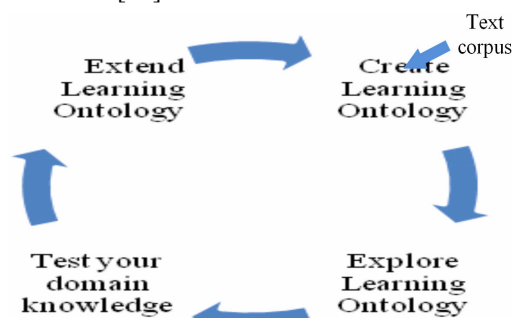 Text
corpus
Extend
Learning
Ontology
Create
Learning
Ontology
Test your
domain
knowledge
Explore
Learning
Ontology